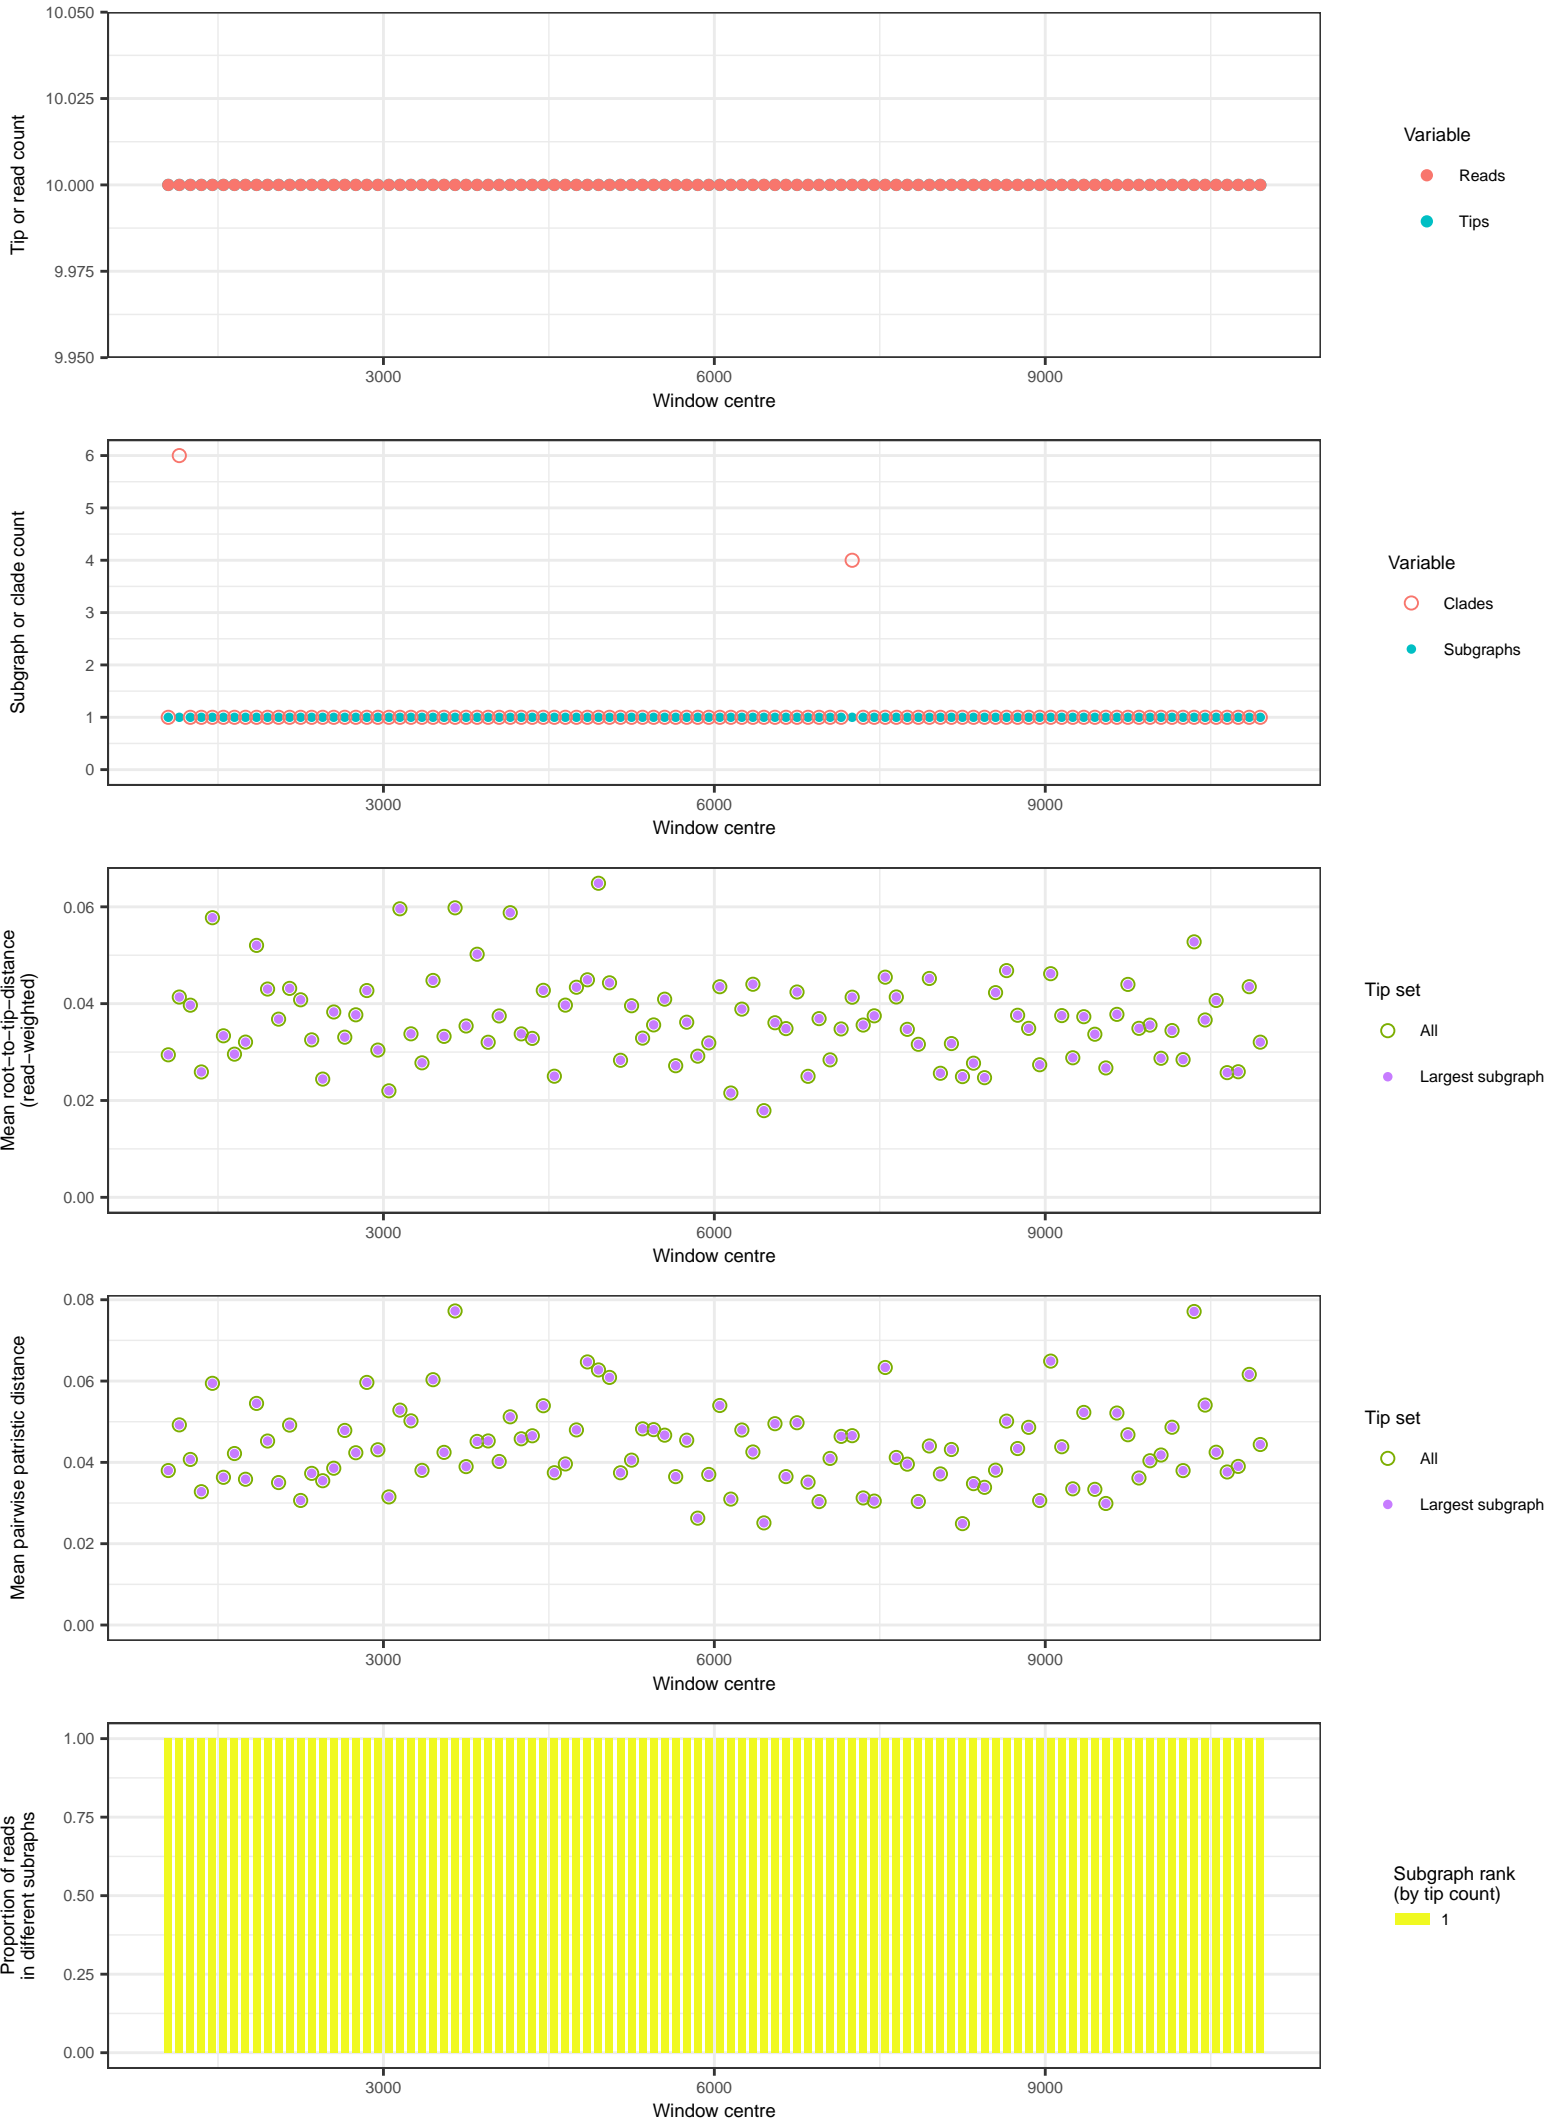 10.050
10.025
10.000
9.975
9.950
Tip or read count
3000
6000
9000
Window centre
Variable
Reads
Tips
6
5
4
3
2
1
0
Subgraph or clade count
3000
6000
9000
Window centre
Variable
Clades
Subgraphs
0.06
0.04
0.02
0.00
Mean root−to−tip−distance
(read−weighted)
3000
6000
9000
Window centre
Tip set
All
Largest subgraph
0.08
0.06
0.04
0.02
0.00
Mean pairwise patristic distance
3000
6000
9000
Window centre
Tip set
All
Largest subgraph
1.00
0.75
0.50
0.25
0.00
Proportion of reads
in different subraphs
3000
6000
9000
Window centre
Subgraph rank
(by tip count)
1